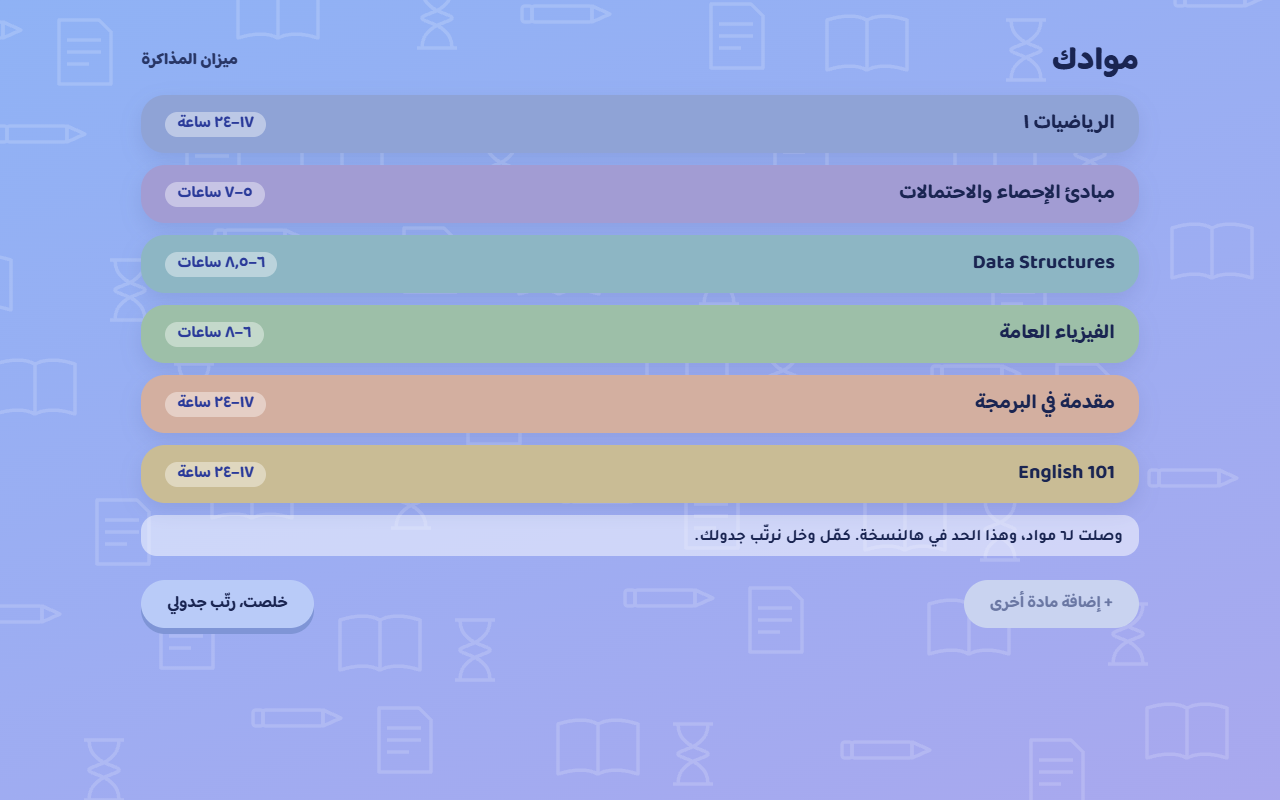 موادك
ميزان المذاكرة
الرياضيات ١
١٧–٢٤ ساعة
مبادئ الإحصاء والاحتمالات
٥–٧ ساعات
Data Structures
٦–٨,٥ ساعات
الفيزياء العامة
٦–٨ ساعات
مقدمة في البرمجة
١٧–٢٤ ساعة
English 101
١٧–٢٤ ساعة
وصلت لـ٦ مواد، وهذا الحد في هالنسخة. كمّل وخل نرتّب جدولك.
+ إضافة مادة أخرى
خلصت، رتّب جدولي